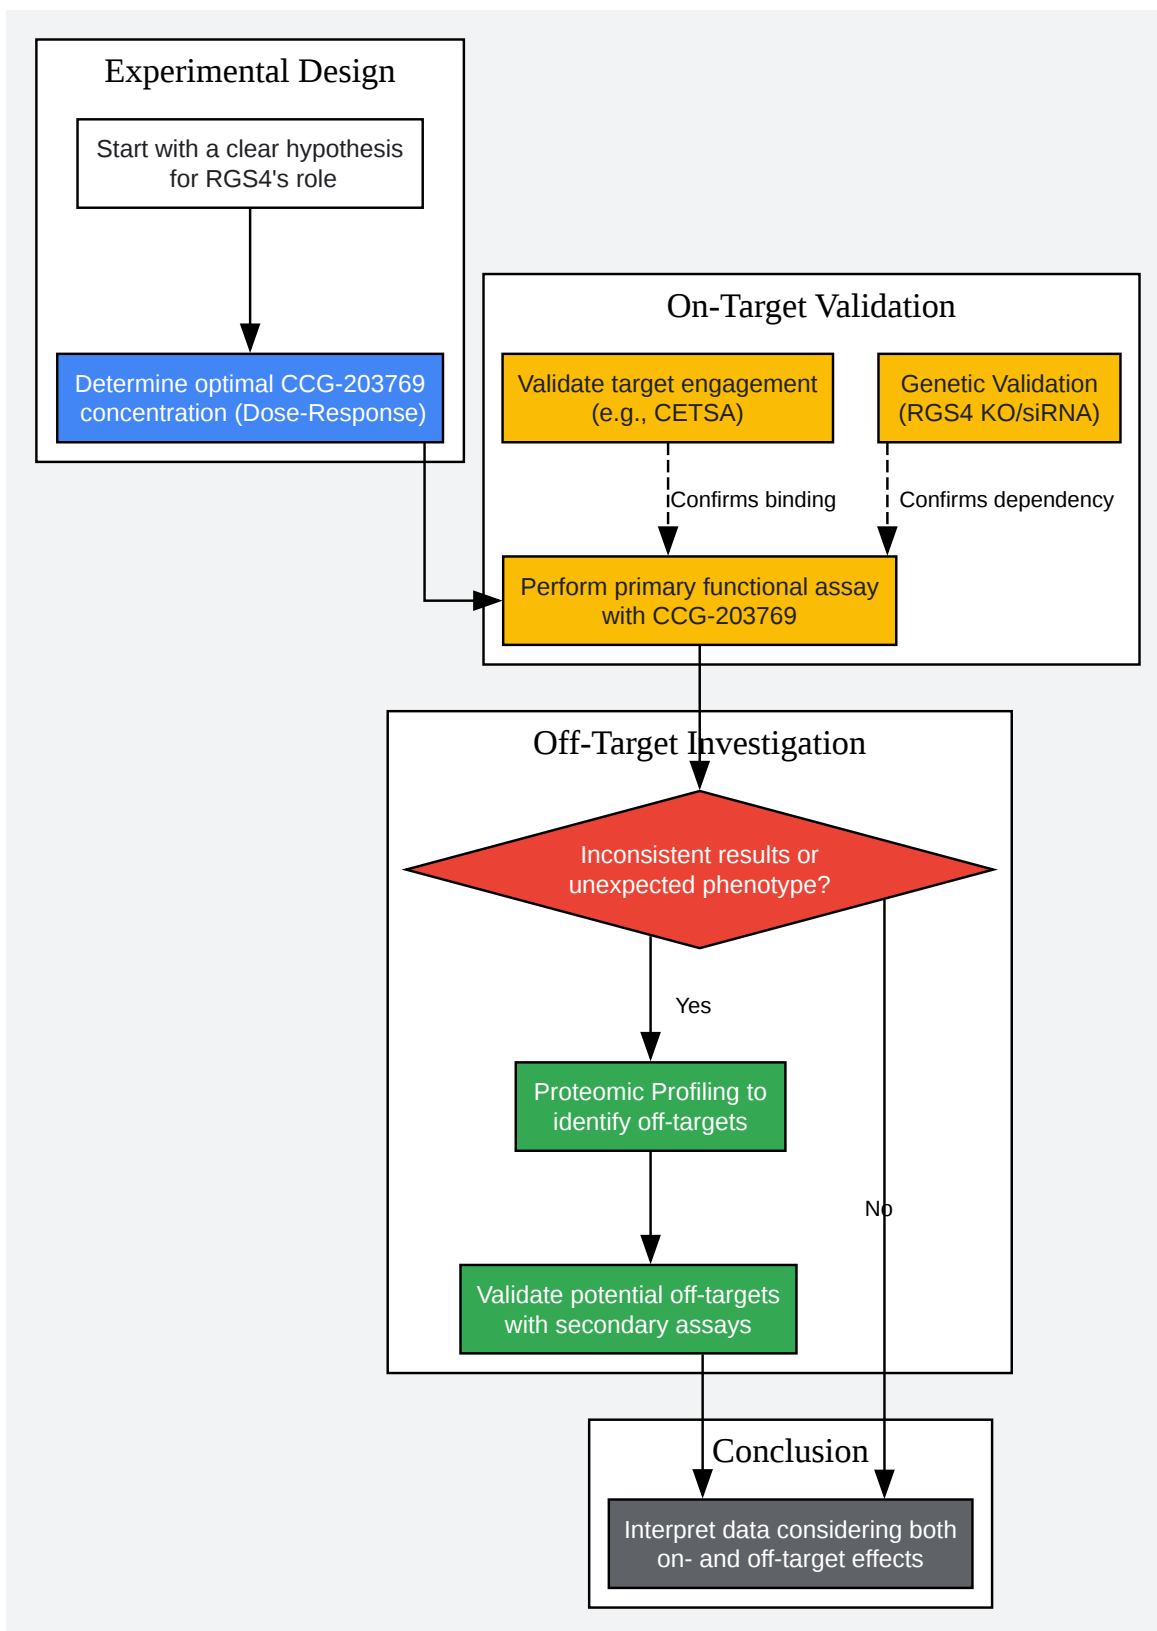 Experimental Design
Start with a clear hypothesis
for RGS4's role
Determine optimal CCG-203769
concentration (Dose-Response)
On-Target Validation
Validate target engagement
(e.g., CETSA)
Genetic Validation
(RGS4 KO/siRNA)
Confirms binding
Confirms dependency
Perform primary functional assay
with CCG-203769
Off-Target Investigation
Inconsistent results or
unexpected phenotype?
Yes
Proteomic Profiling to
identify off-targets
No
Validate potential off-targets
with secondary assays
Conclusion
Interpret data considering both
on- and off-target effects